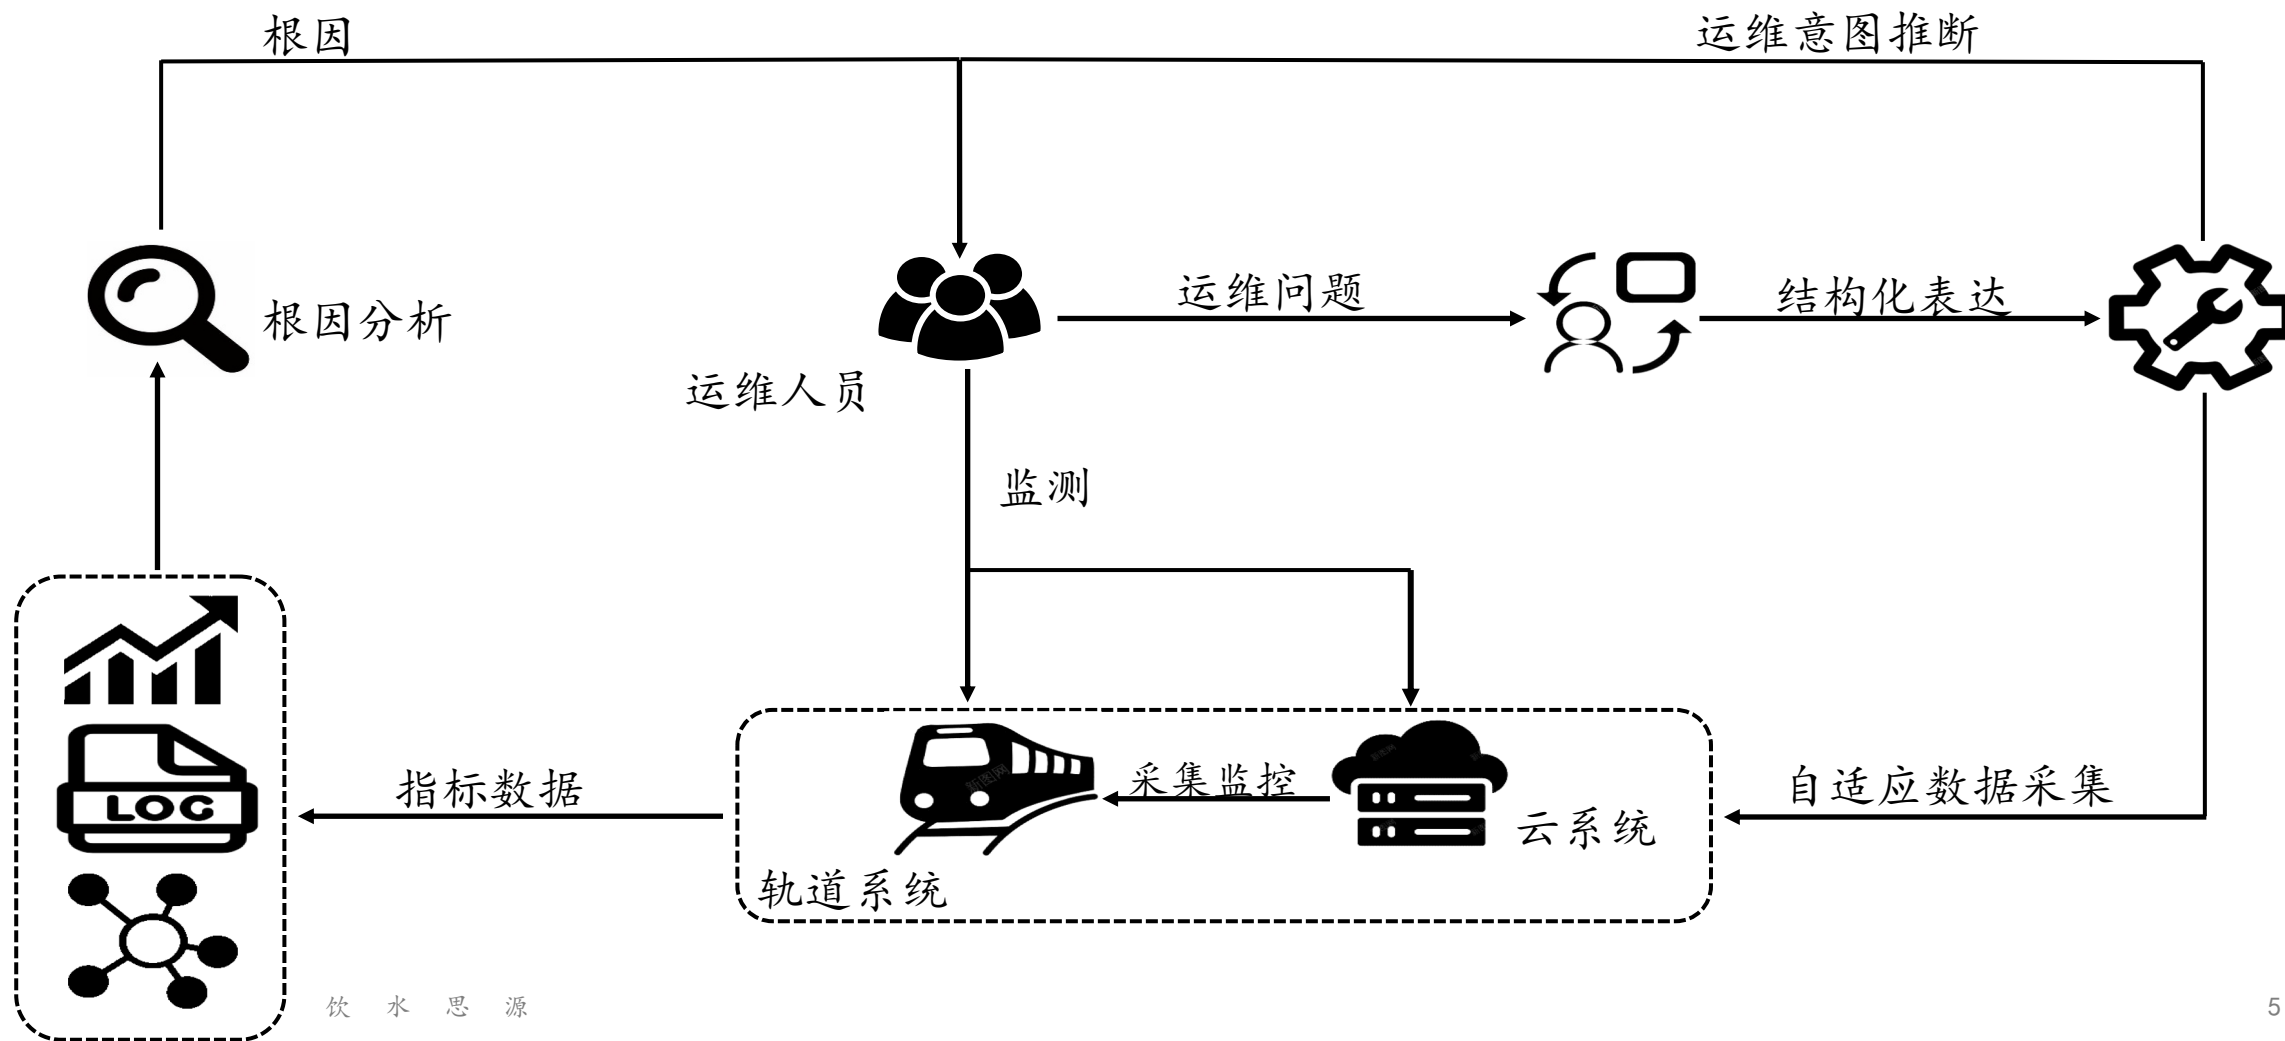 根因
运维意图推断
运维问题
结构化表达
根因分析
运维人员
监测
指标数据
采集监控
自适应数据采集
LOG
云系统
轨道系统
饮水思源
5